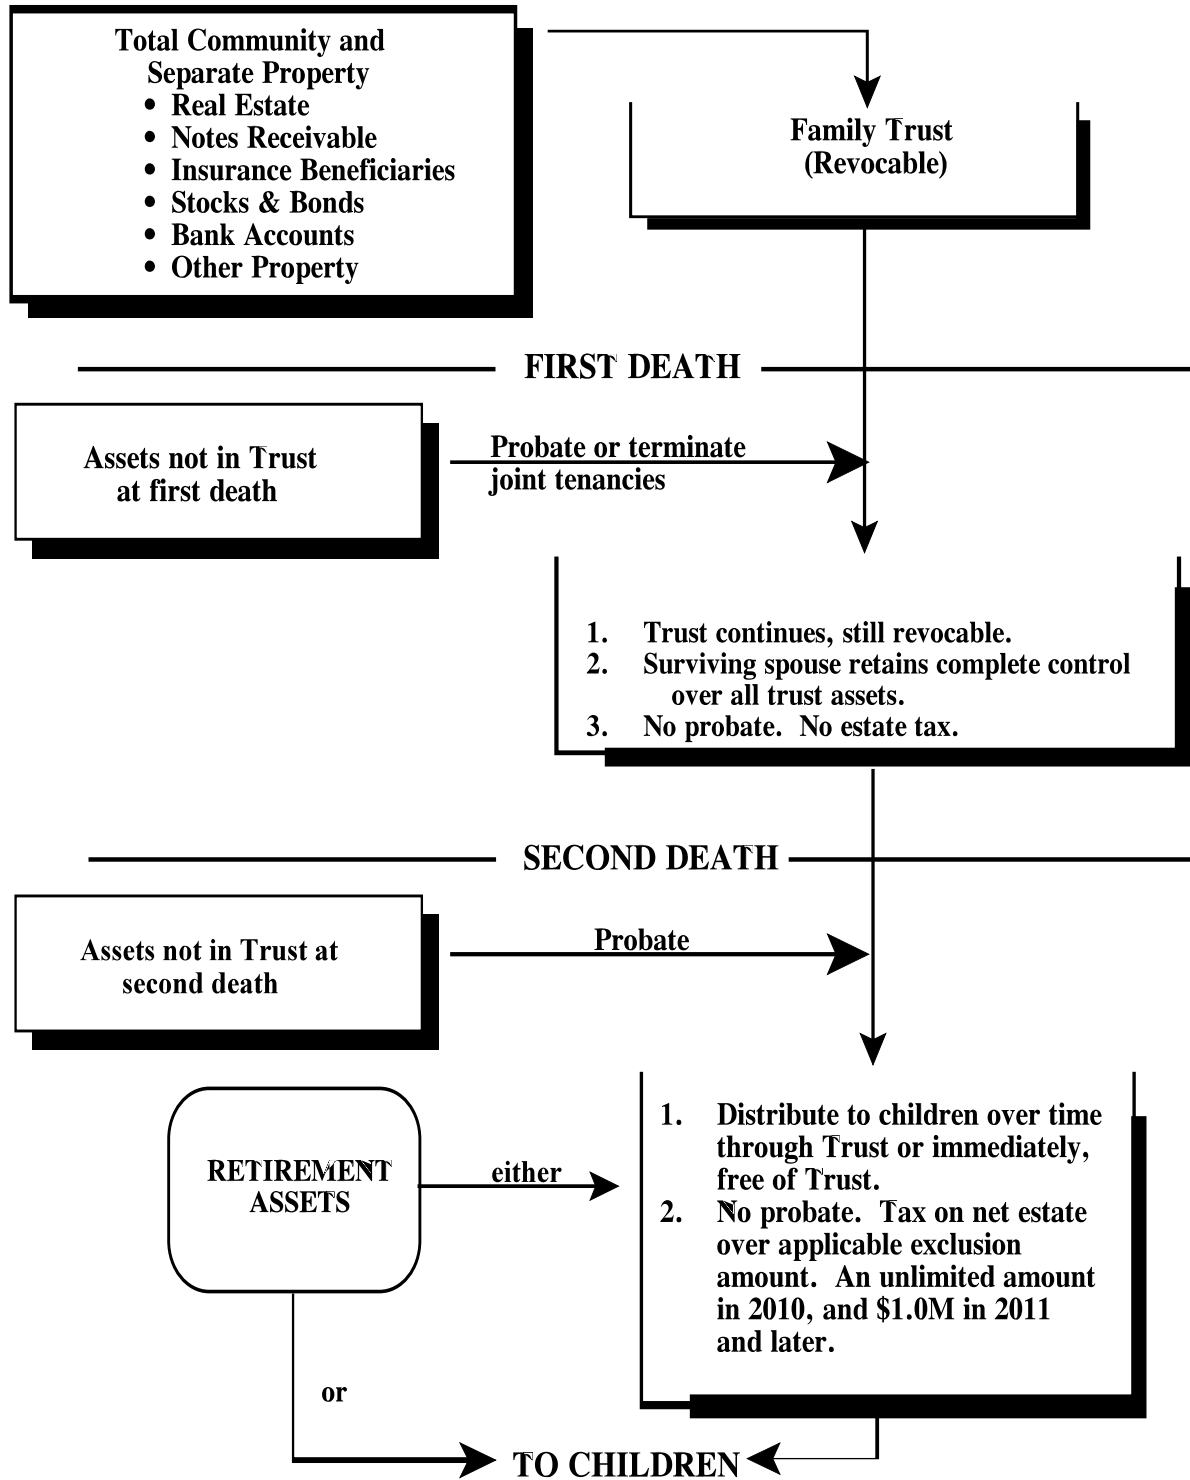 Total Community and
Separate Property
• Real Estate
• Notes Receivable
• Insurance Beneficiaries
• Stocks & Bonds
• Bank Accounts
• Other Property
Family Trust
(Revocable)
FIRST DEATH
Assets not in Trust
at first death
Probate or terminate
joint tenancies
1. Trust continues, still revocable.
2. Surviving spouse retains complete control
over all trust assets.
3. No probate. No estate tax.
SECOND DEATH
Assets not in Trust at
second death
Probate
RETIREMENT
ASSETS
either
1. Distribute to children over time
through Trust or immediately,
free of Trust.
2. No probate. Tax on net estate
over applicable exclusion
amount. An unlimited amount
in 2010, and $1.0M in 2011
and later.
or
TO CHILDREN